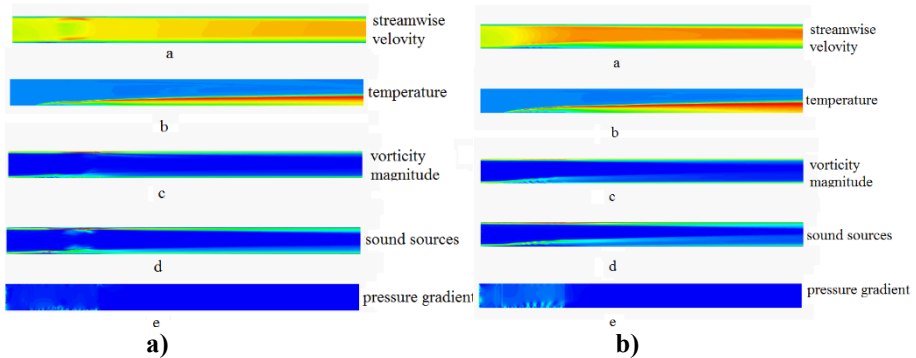 streamwise
velovity
a
temperature
b
vorticity
magnitude
c
sound sources
d
pressure gradient
e
a)
streamwise
velovity
a
temperature
b
vorticity
magnitude
c
sound sources
d
pressure gradient
e
b)